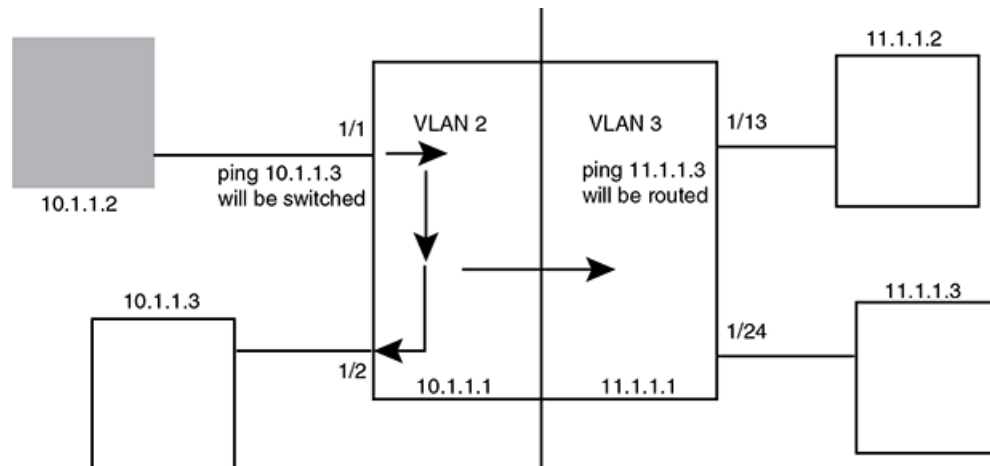 11.1.1.2
1/1
VLAN 2
VLAN 3
1/13
ping 10.1.1.3
will be switched
ping 11.1.1.3
will be routed
10.1.1.2
10.1.1.3
11.1.1.3
1/24
1/2
10.1.1.1
11.1.1.1